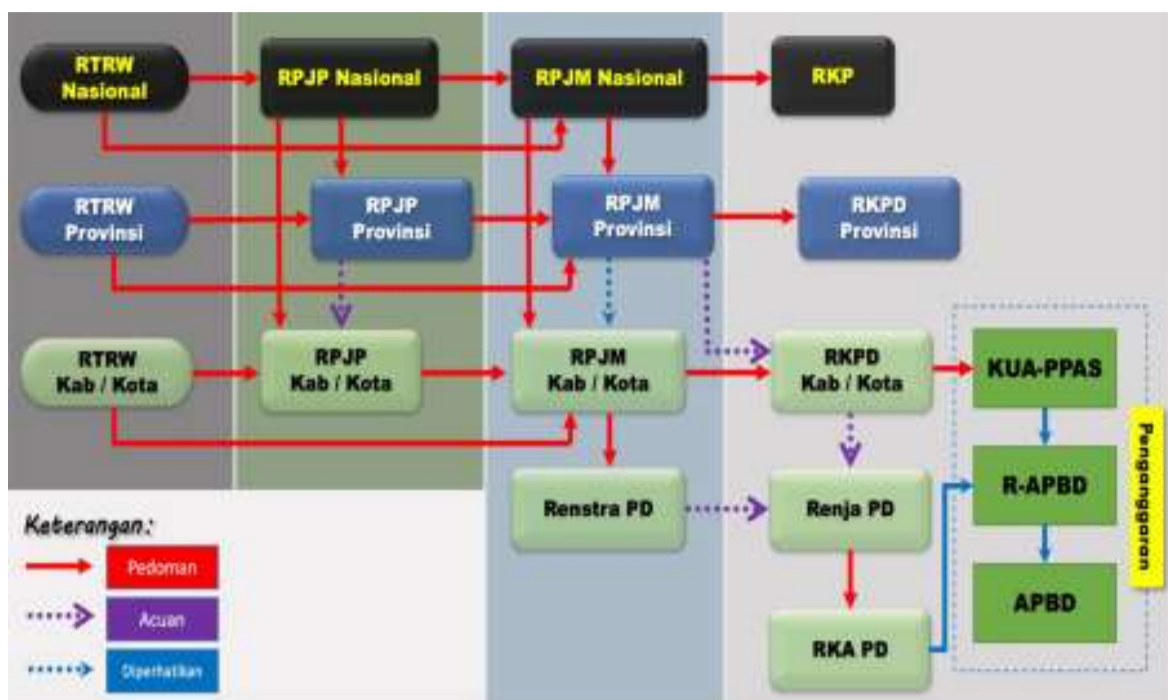 RTRW
Nasional
RPJP Nasional
RPJM Nasional
RKP
RTRW
Provinsi
RPJP
Provinsi
RPJM
Provinsi
RKPD
Provinsi
RTRW
Kab / Kota
RPJP
Kab / Kota
RPJM
Kab / Kota
RKPD
Kab / Kota
KUA-PPAS
Renstra PD
Renja PD
R-APBD
RKA PD
APBD
Penganggaran
Keterangan:
Pedoman
Acuan
Diperhatikan